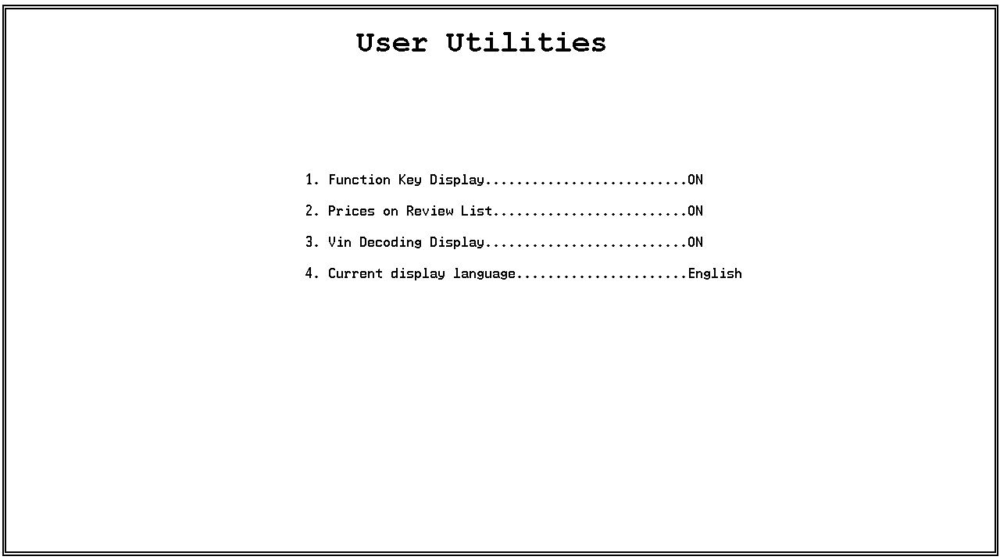 User Utilities
1. Function Key Display..........................ON
2. Prices on Review List.........................ON
3. Vin Decoding Display..........................ON
4. Current display language......................English